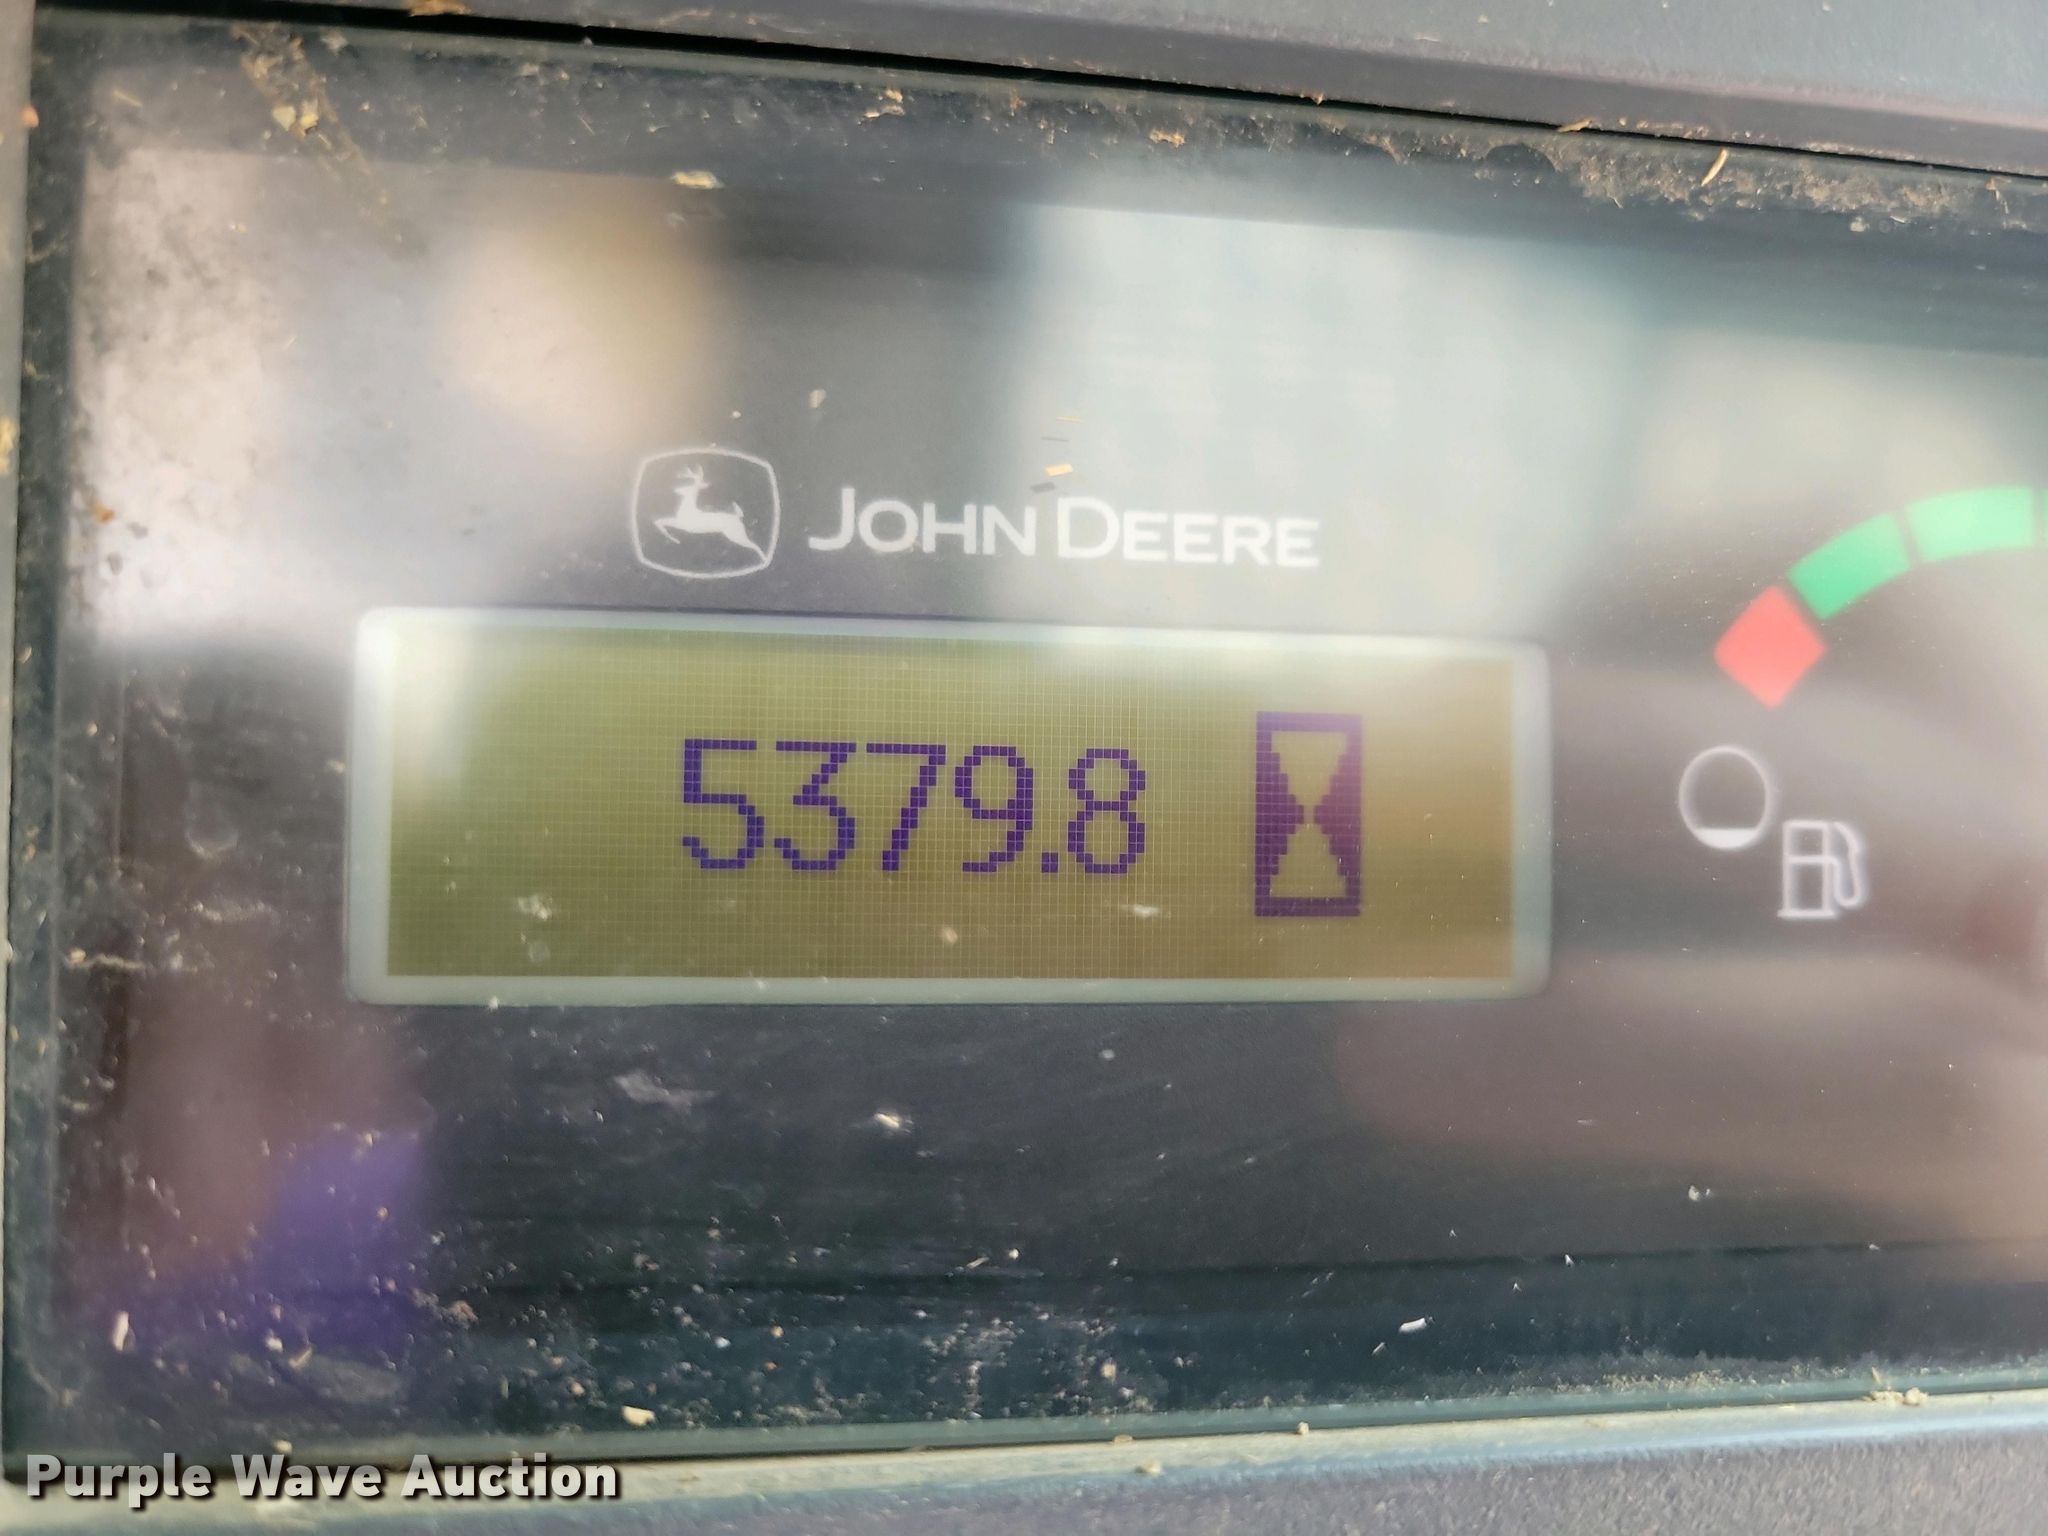 JOHN DEERE
5379.8
Purple Wave Auction